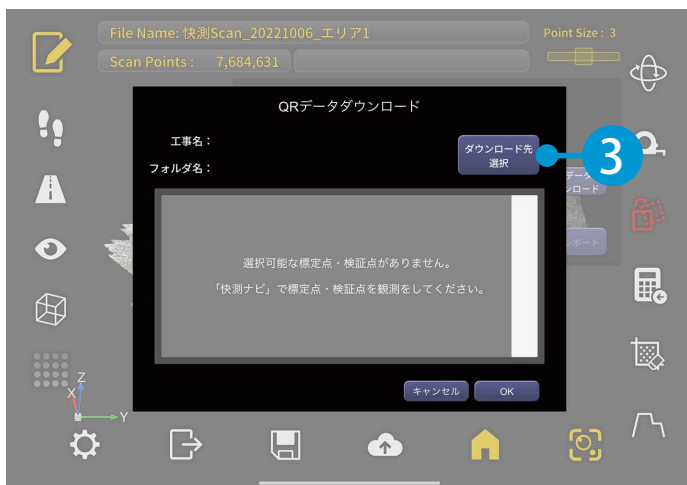 File Name: 快測Scan_20221006_エリア1
Point Size : 3
Scan Points : 7,684,631
QRデータダウンロード
工事名：
フォルダ名：
ダウンロード先
選択
3
選択可能な標定点・検証点がありません。
「快測ナビ」で標定点・検証点を観測をしてください。
キャンセル
OK
Z
X
Y